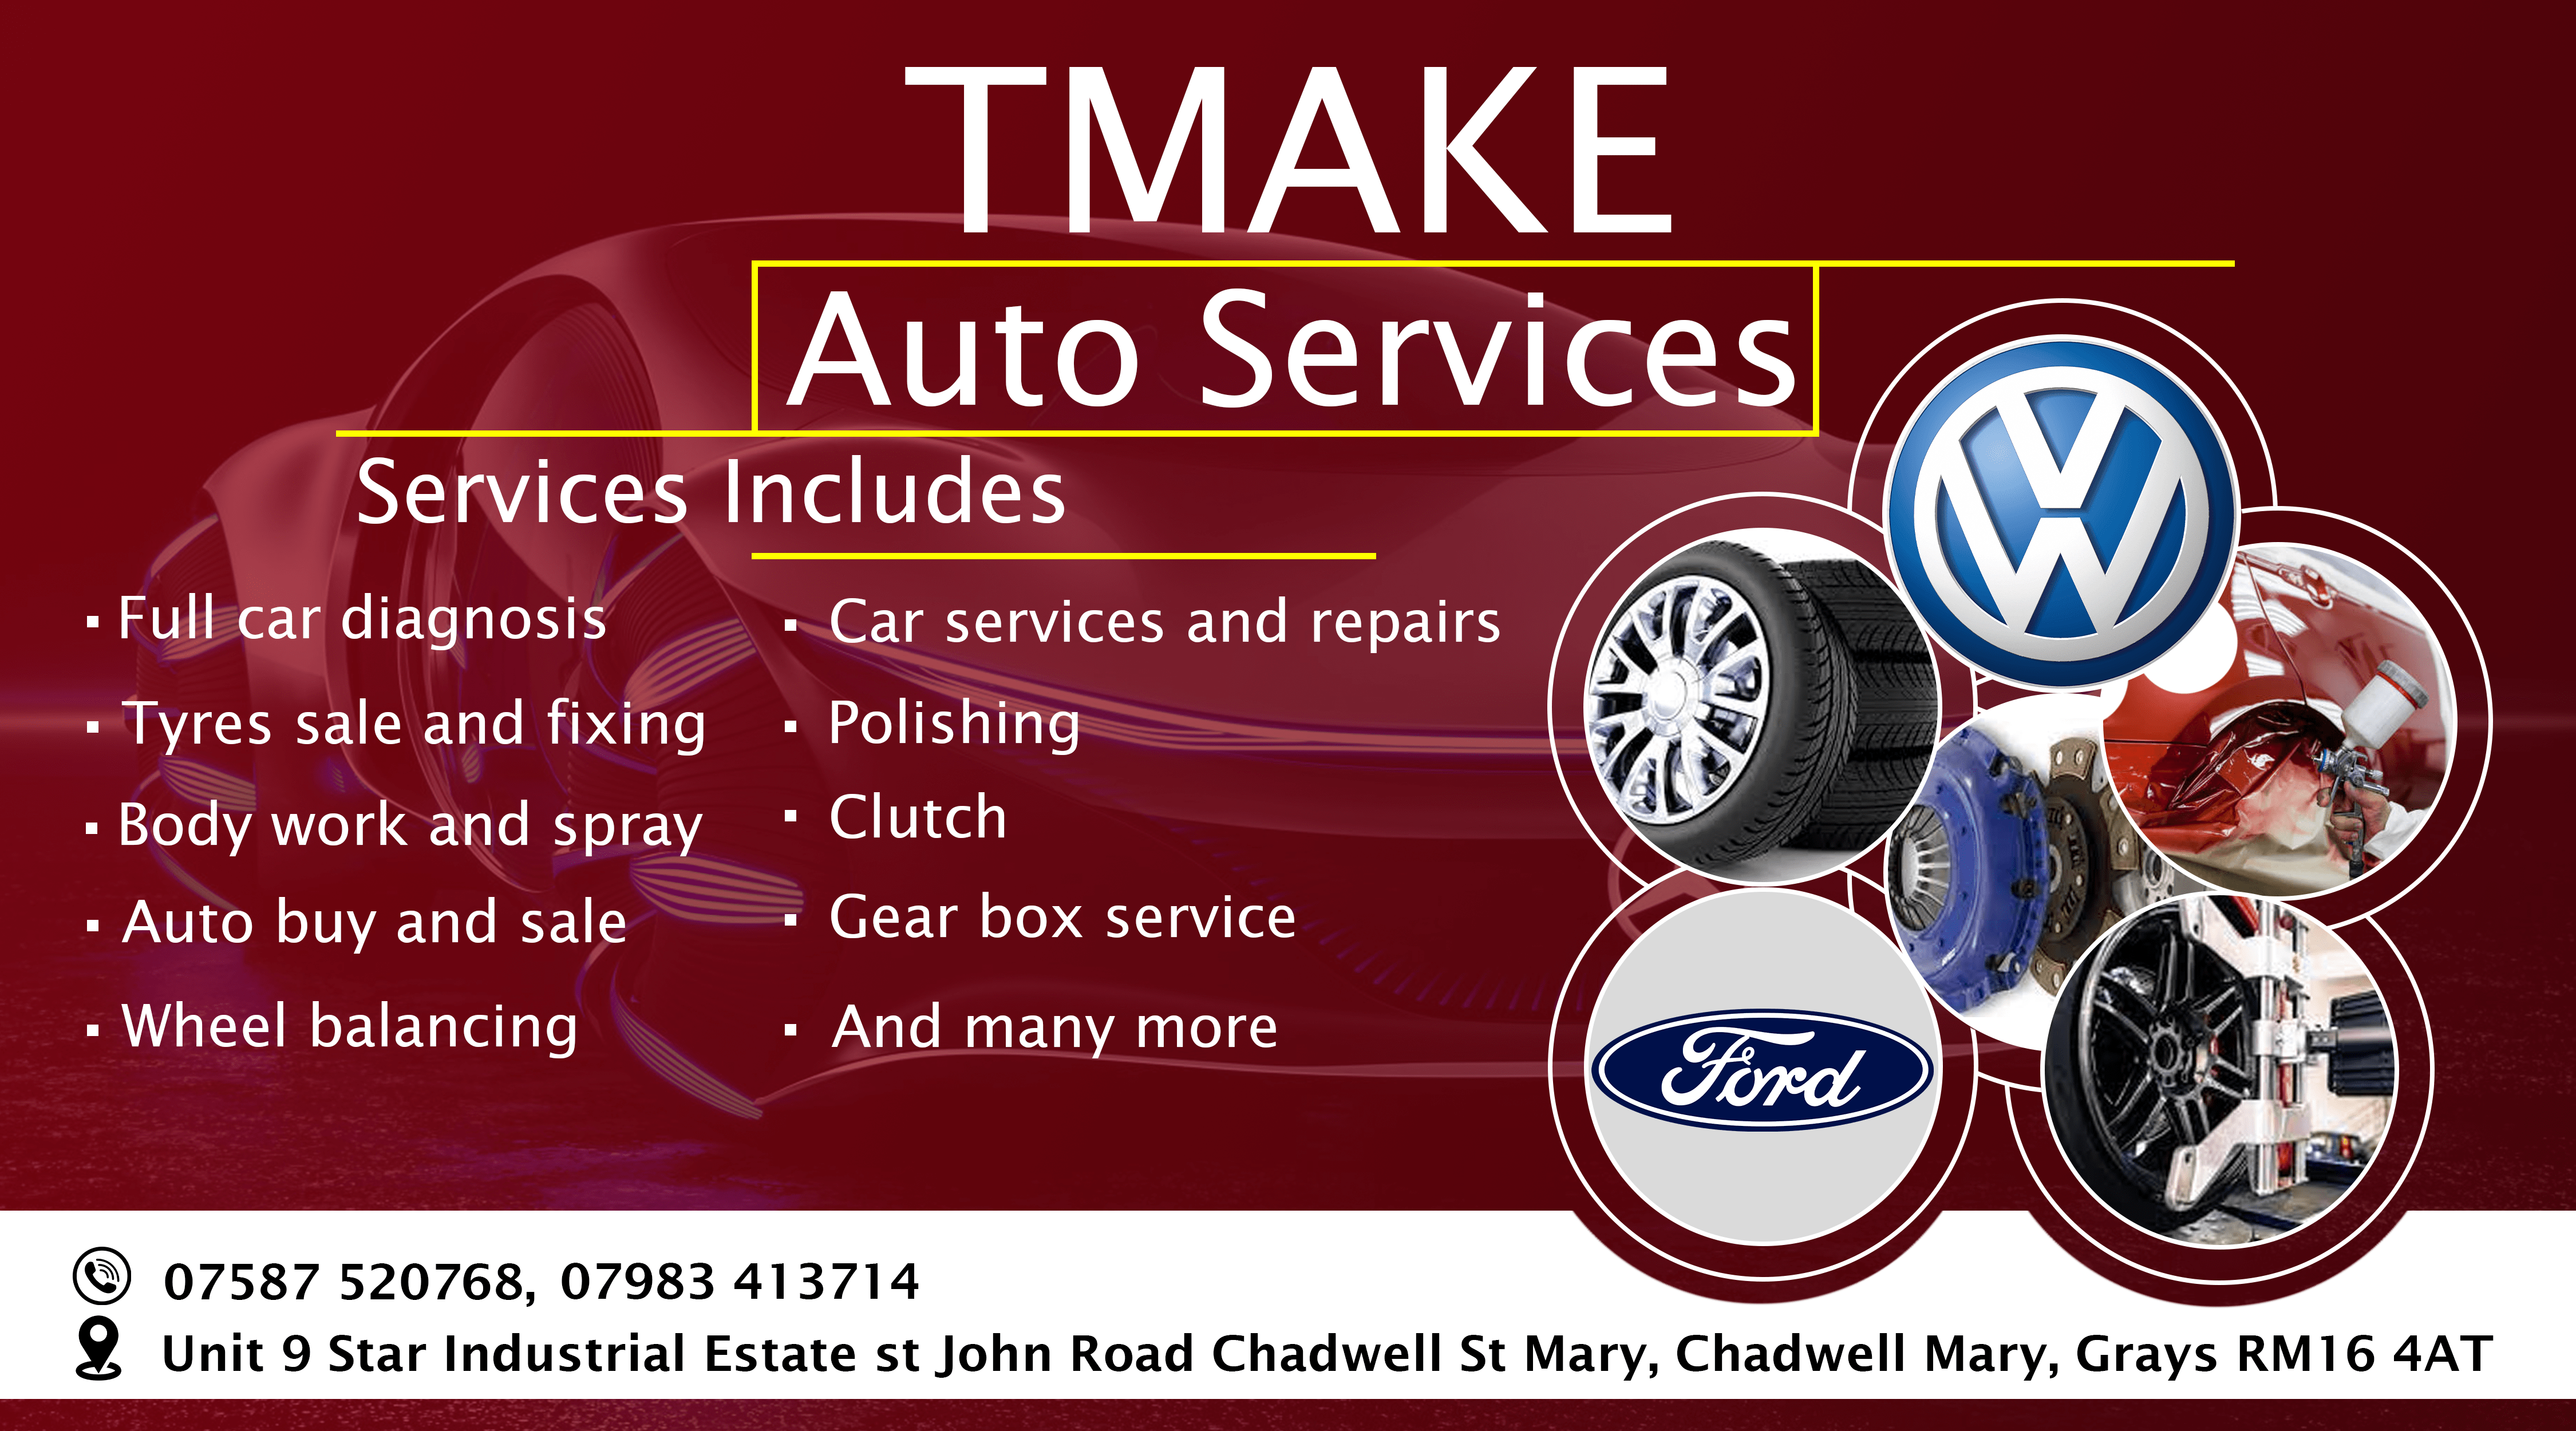 TMAKE
Auto Services
Services Includes
▪ Full car diagnosis
▪ Tyres sale and fixing
▪ Body work and spray
▪ Auto buy and sale
▪ Wheel balancing
▪ Car services and repairs
▪ Polishing
▪ Clutch
▪ Gear box service
▪ And many more
VW
Ford
07587 520768, 07983 413714
Unit 9 Star Industrial Estate st John Road Chadwell St Mary, Chadwell Mary, Grays RM16 4AT